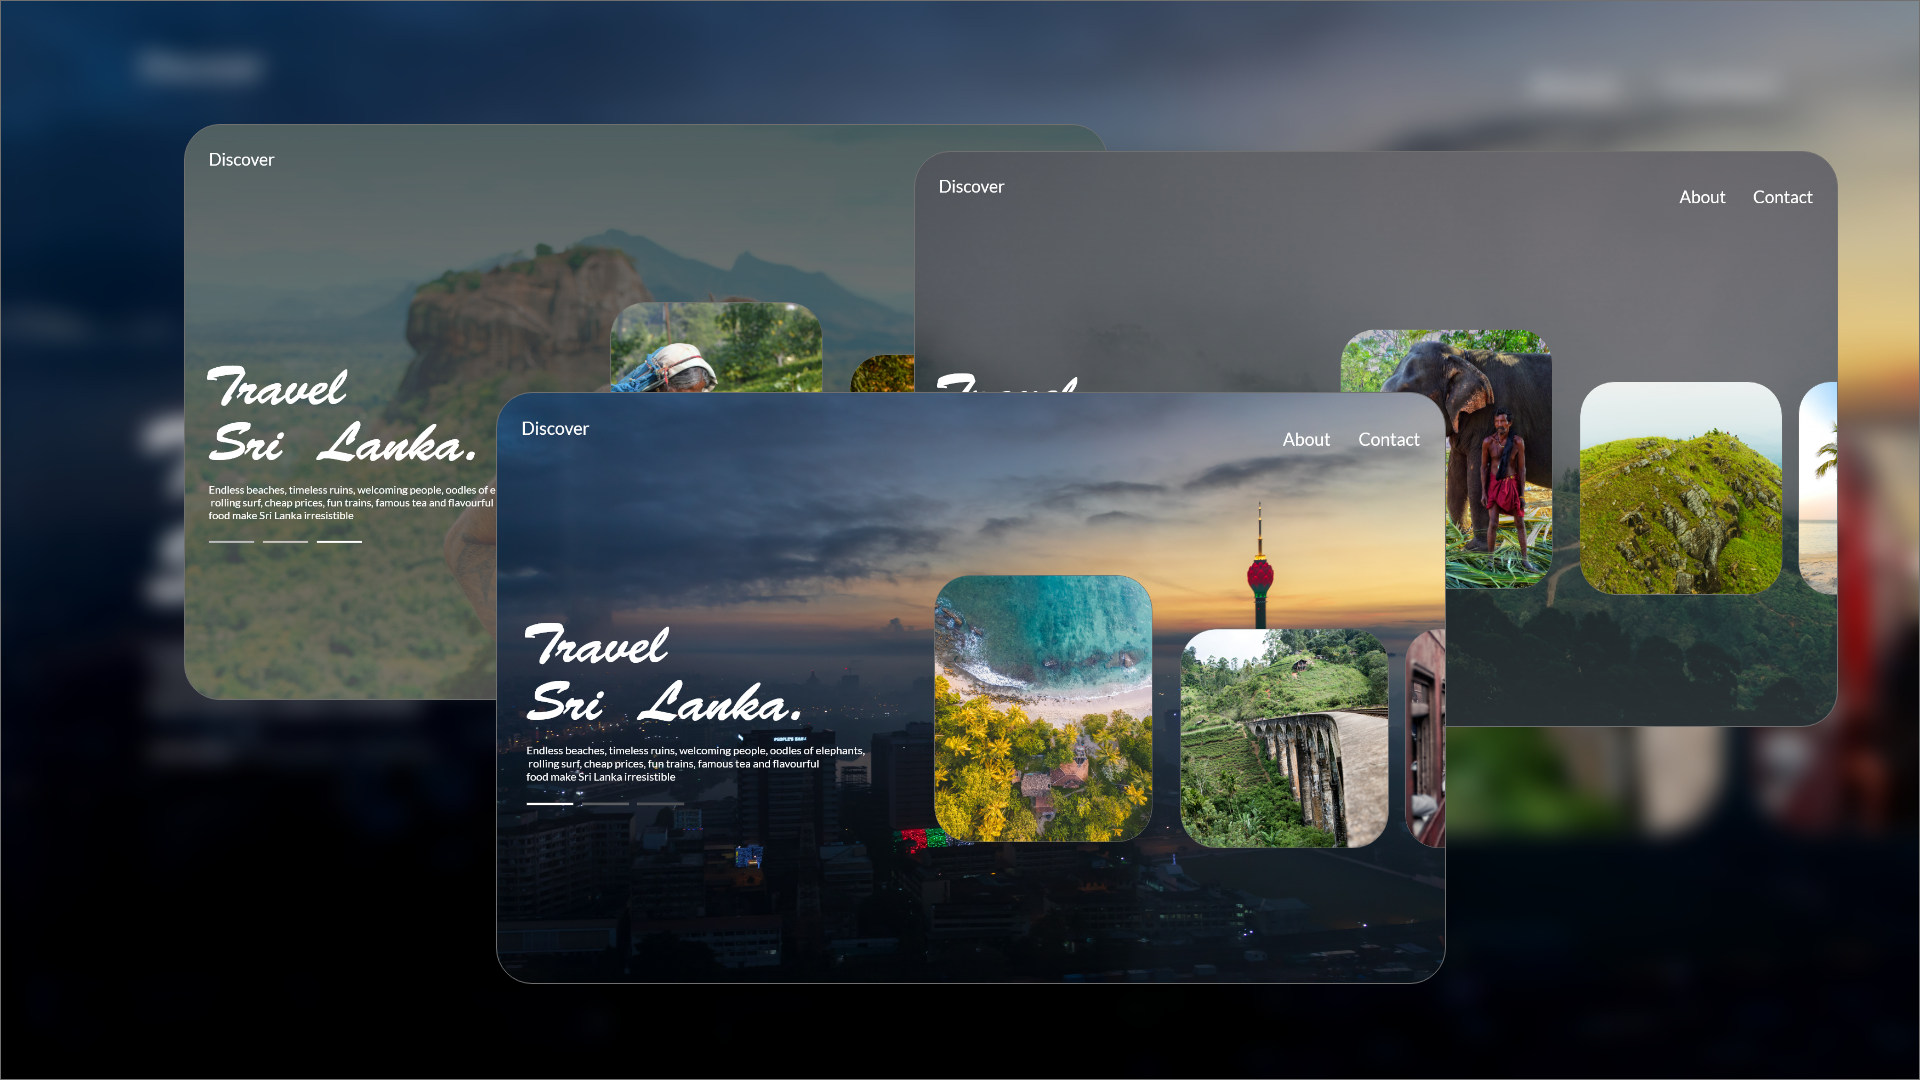 Discover
Travel
Sri Lanka.
Endless beaches, timeless ruins, welcoming people, oodles of e
rolling surf, cheap prices, fun trains, famous tea and flavourful
food make Sri Lanka irresistible
Discover
About Contact
Travel
Discover
About Contact
Travel
Sri Lanka.
Endless beaches, timeless ruins, welcoming people, oodles of elephants,
rolling surf, cheap prices, fun trains, famous tea and flavourful
food make Sri Lanka irresistible
PEOPLE'S BANK